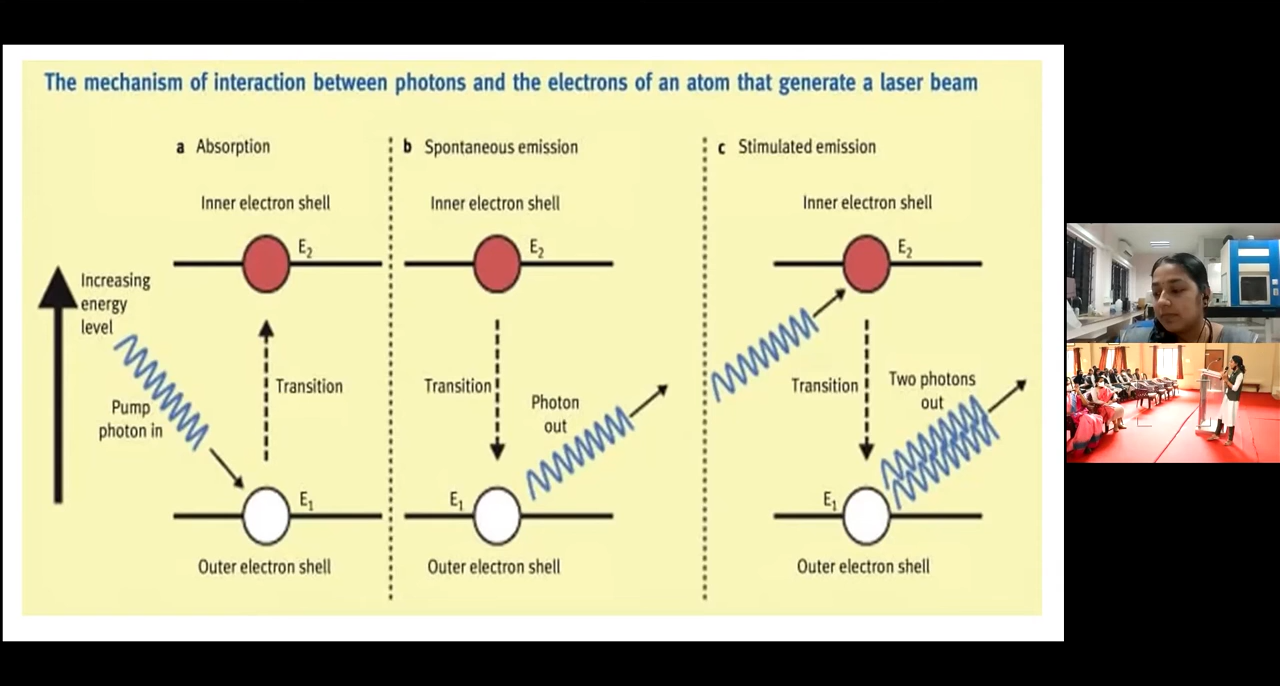 The mechanism of interaction between photons and the electrons of an atom that generate a laser beam
a Absorption
Inner electron shell
E₂
Increasing
energy
level
Pump
photon in
Transition
E₁
Outer electron shell
b Spontaneous emission
Inner electron shell
E₂
Transition
Photon
out
E₁
Outer electron shell
c Stimulated emission
Inner electron shell
E₂
Transition
Two photons
out
E₁
Outer electron shell